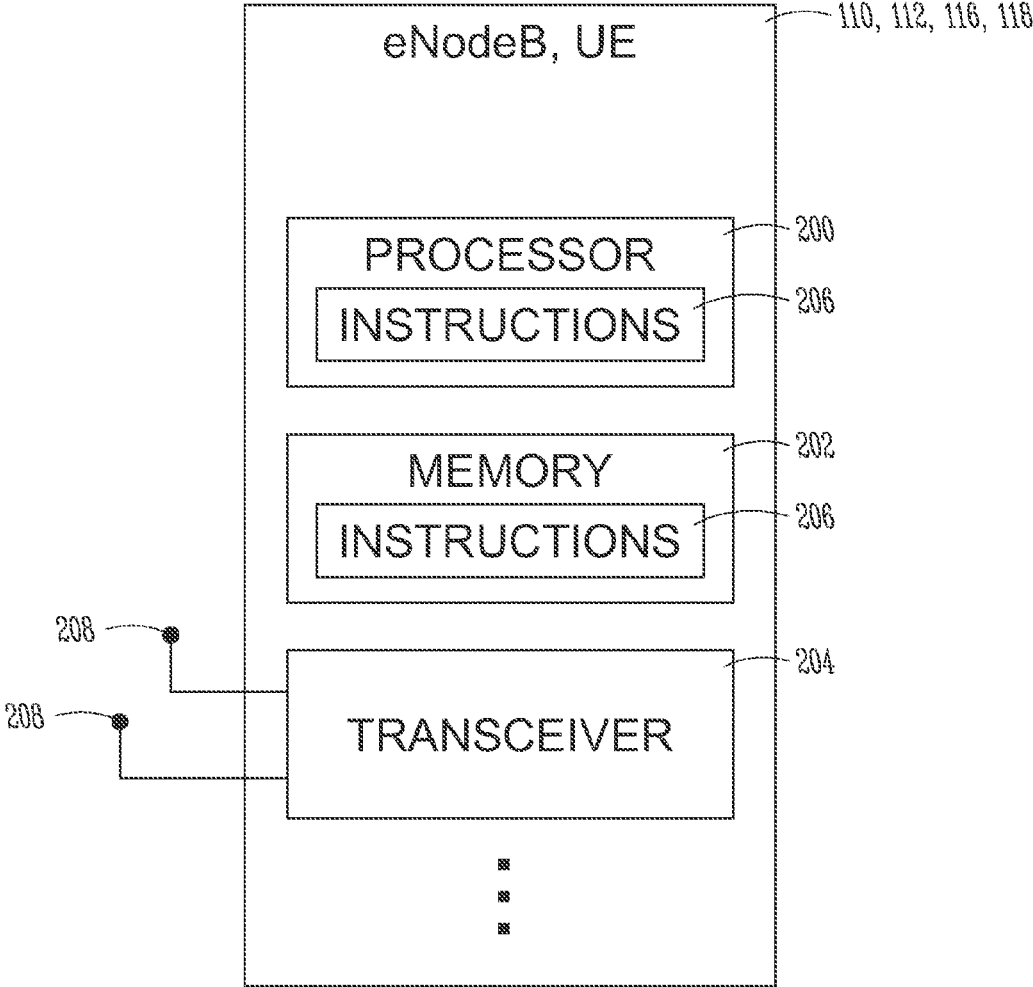 110, 112, 116, 118
eNodeB, UE
200
PROCESSOR
206
INSTRUCTIONS
202
MEMORY
206
INSTRUCTIONS
208
204
208
TRANSCEIVER